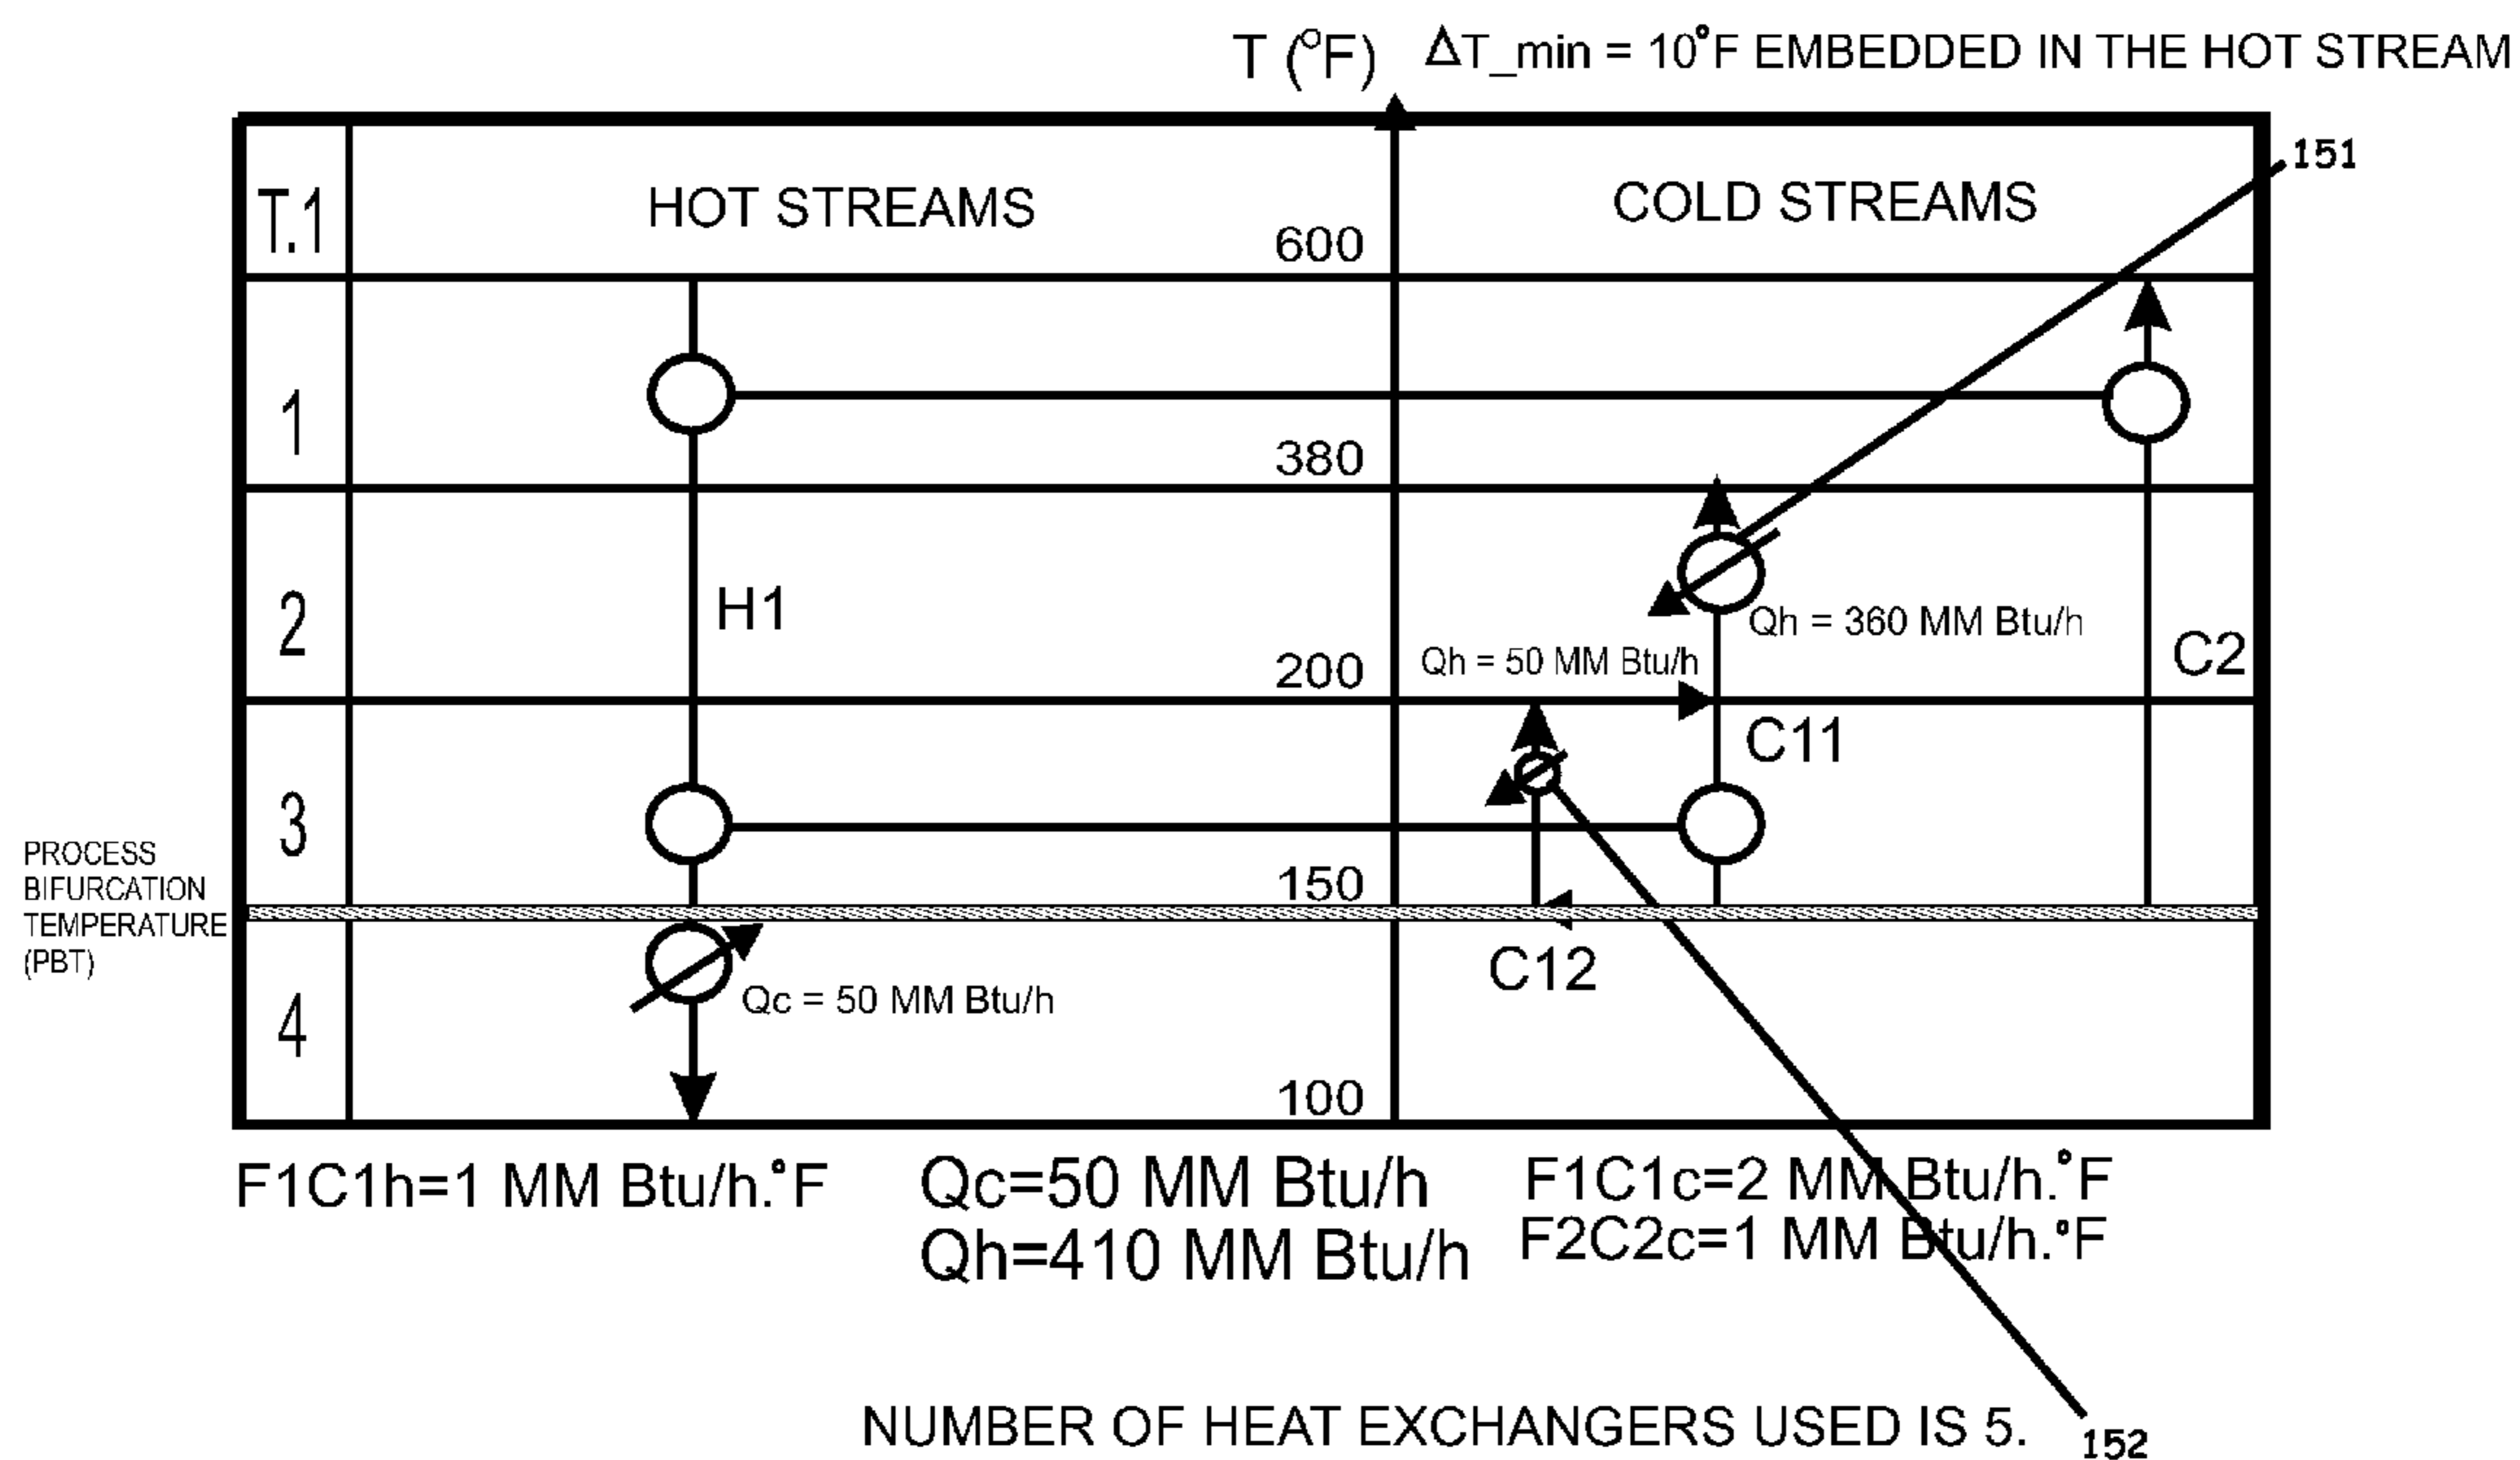 T (°F)
ΔT_min = 10°F EMBEDDED IN THE HOT STREAM
151
T.1
HOT STREAMS
COLD STREAMS
600
1
380
2
H1
Qh = 360 MM Btu/h
Qh = 50 MM Btu/h
C2
200
C11
3
PROCESS
BIFURCATION
TEMPERATURE
(PBT)
150
C12
Qc = 50 MM Btu/h
4
100
F1C1h=1 MM Btu/h.°F
Qc=50 MM Btu/h
Qh=410 MM Btu/h
F1C1c=2 MM Btu/h.°F
F2C2c=1 MM Btu/h.°F
NUMBER OF HEAT EXCHANGERS USED IS 5.
152